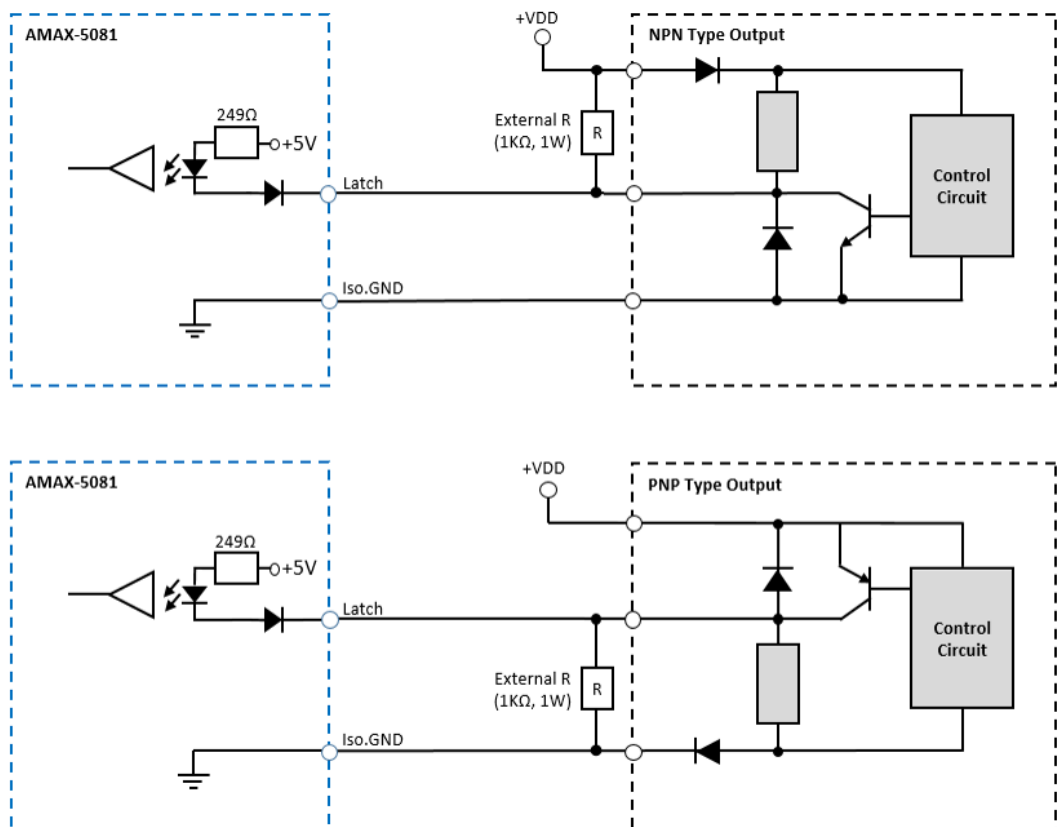 AMAX-5081
+VDD
NPN Type Output
249Ω
+5V
External R
(1KΩ, 1W)
R
Control
Circuit
Latch
Iso.GND
AMAX-5081
+VDD
PNP Type Output
249Ω
+5V
Latch
Control
Circuit
External R
(1KΩ, 1W)
R
Iso.GND